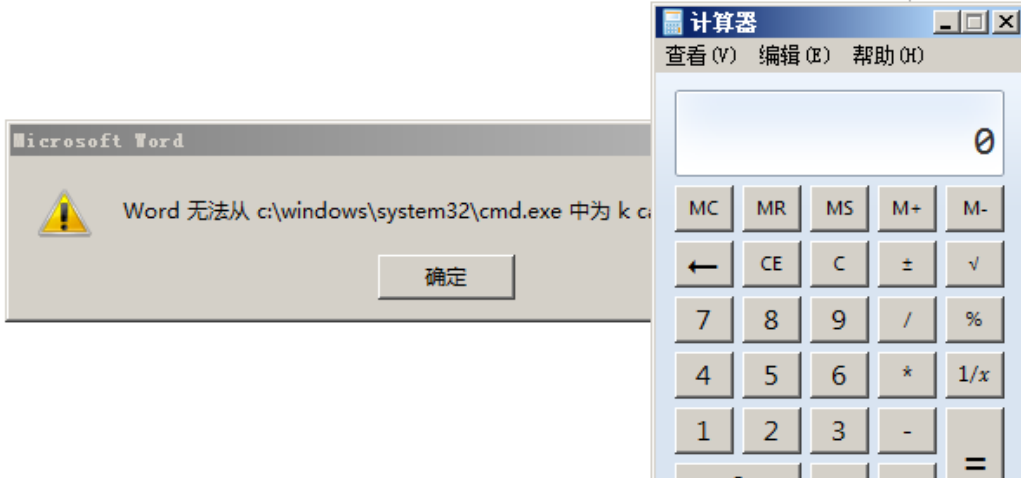 计算器
查看(V) 编辑(E) 帮助(H)
0
Microsoft Word
Word 无法从 c:\windows\system32\cmd.exe 中为 k
确定
MC MR MS M+ M-
← CE C ± √
7 8 9 / %
4 5 6 * 1/x
1 2 3 -
=